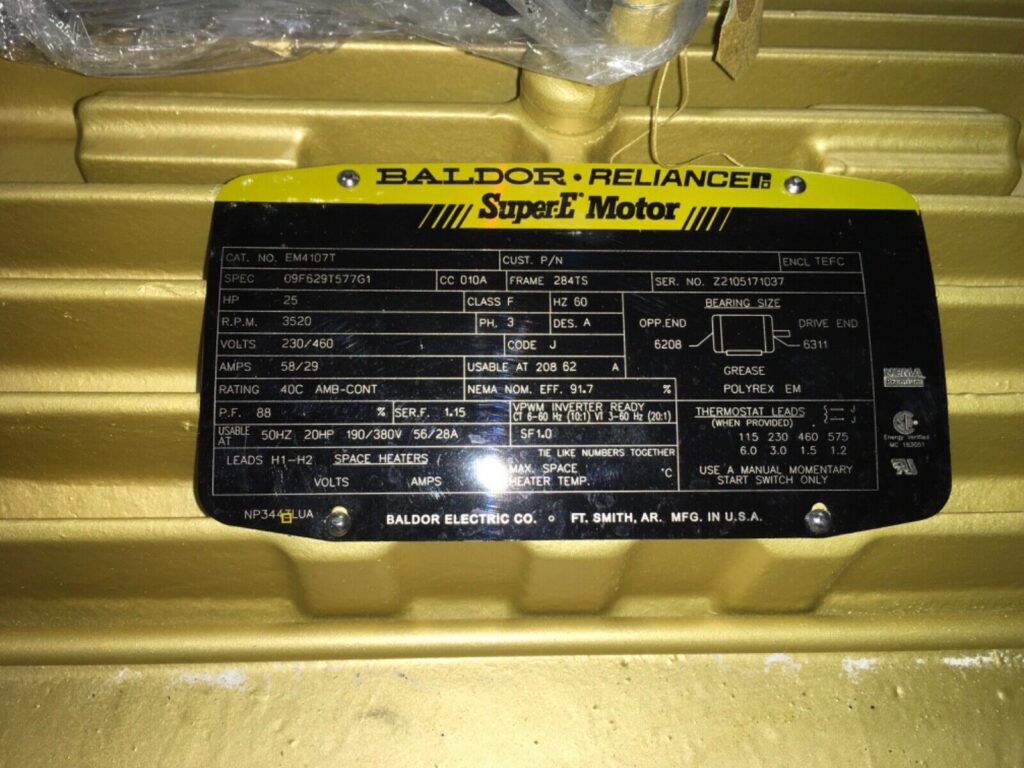 BALDOR • RELIANCE
Super-E Motor
CAT. NO. EM4107T CUST. P/N ENCL TEFC
SPEC 09F629T577G1 CC 010A FRAME 284TS SER. NO. Z2105171037
HP 25 CLASS F HZ 60 BEARING SIZE
R.P.M. 3520 PH. 3 DES. A OPP.END DRIVE END
VOLTS 230/460 CODE J 6208 6311
AMPS 58/29 USABLE AT 208 62 A GREASE
RATING 40C AMB-CONT NEMA NOM. EFF. 91.7 % POLYREX EM
NEMA
Premium
P.F. 88 % SER.F. 1.15 VPWM INVERTER READY THERMOSTAT LEADS J
CT 6-60 Hz (10:1) VT 3-60 Hz (20:1) (WHEN PROVIDED) J
USABLE AT 50HZ 20HP 190/380V 56/28A SF1.0 115 230 460 575
TIE LIKE NUMBERS TOGETHER 6.0 3.0 1.5 1.2
Energy Verified
MC 183051
LEADS H1-H2 SPACE HEATERS MAX. SPACE °C USE A MANUAL MOMENTARY
VOLTS AMPS HEATER TEMP. START SWITCH ONLY
BALDOR ELECTRIC CO. ∘ FT. SMITH, AR. MFG. IN U.S.A.